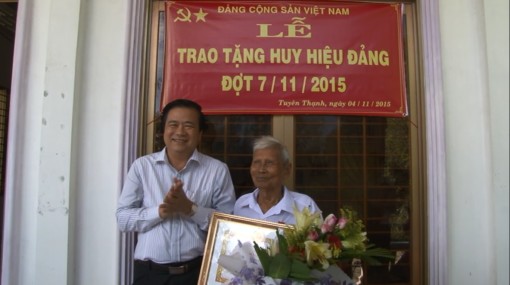 ĐẢNG CỘNG SẢN VIỆT NAM
LỄ
TRAO TẶNG HUY HIỆU ĐẢNG
ĐỢT 7 / 11 / 2015
Tuyên Thạnh, ngày 04 / 11 / 2015